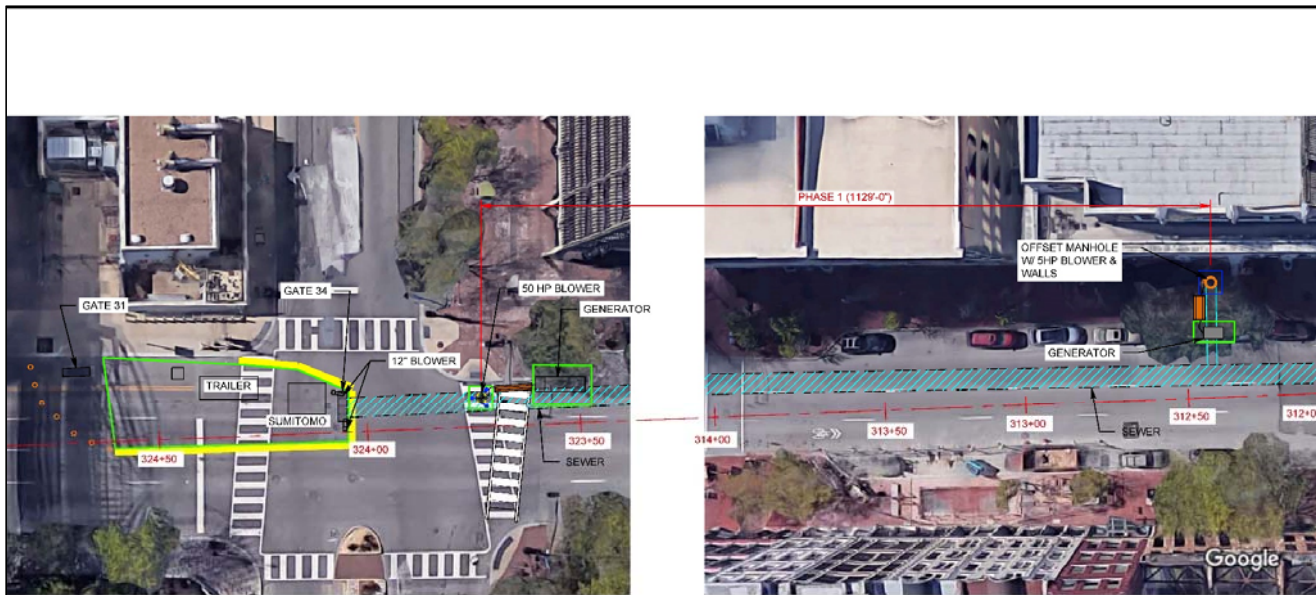 PHASE 1 (1129'-0")
OFFSET MANHOLE
W/ 5HP BLOWER &
WALLS
GATE 31
GATE 34
50 HP BLOWER
GENERATOR
12" BLOWER
TRAILER
SUMITOMO
GENERATOR
324+50
324+00
323+50
SEWER
314+00
313+50
313+00
312+50
312+0
SEWER
Google